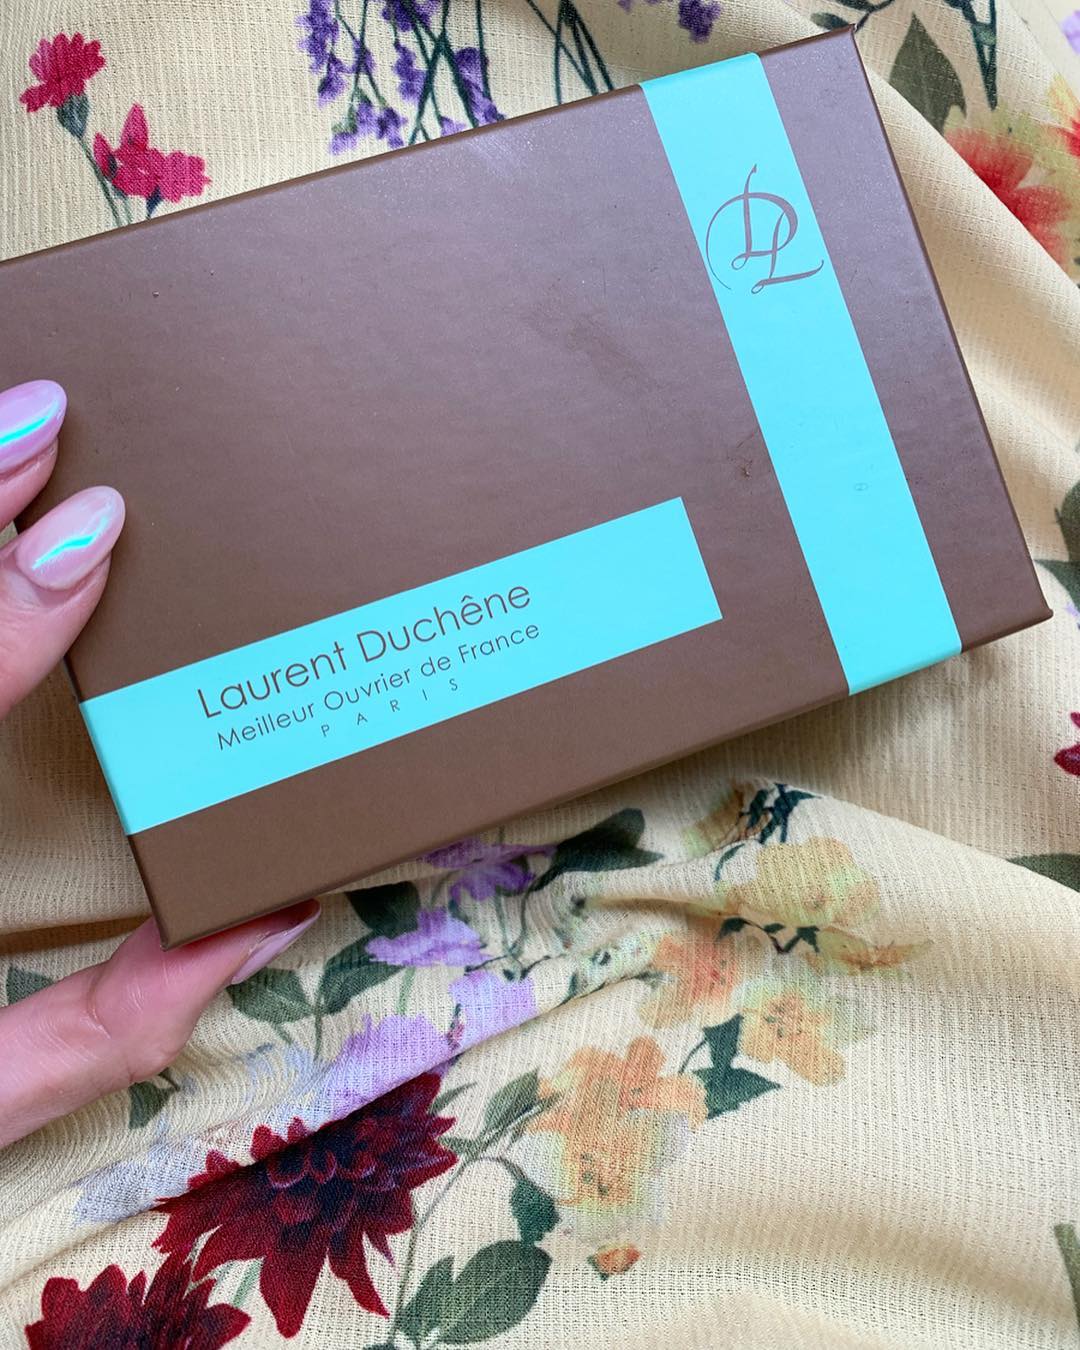 DL
Laurent Duchêne
Meilleur Ouvrier de France
PARIS